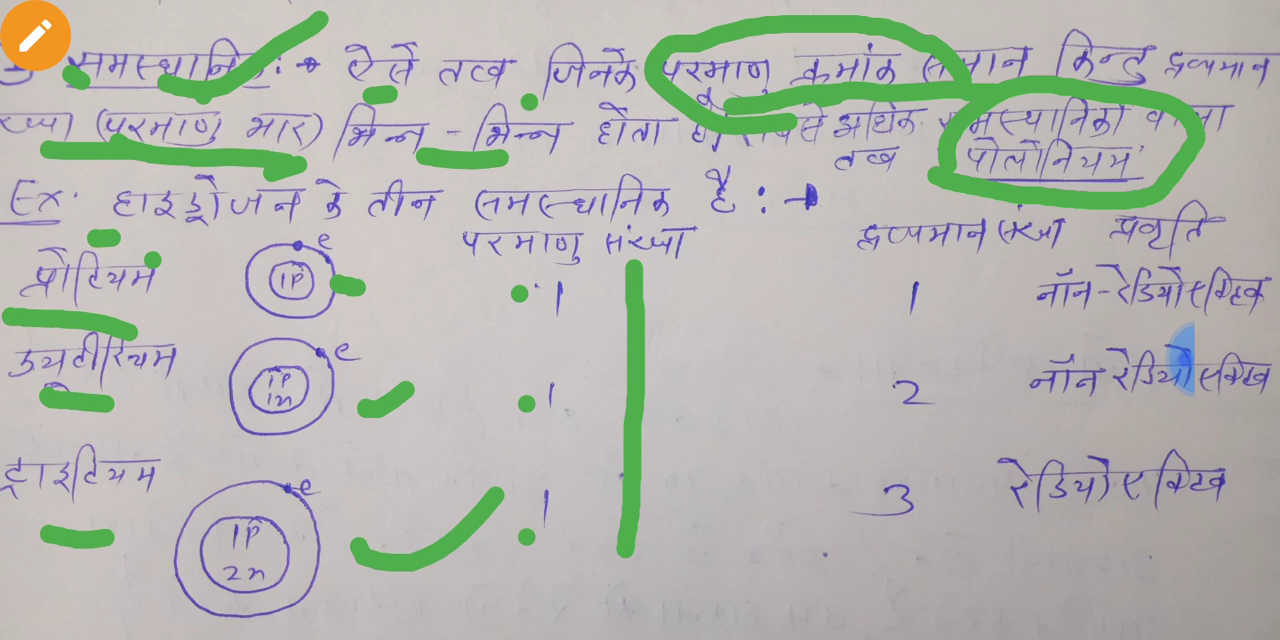 समस्थानिक :→ ऐसे तत्व जिनके परमाणु क्रमांक समान किन्तु द्रव्यमान
(परमाणु भार) भिन्न-भिन्न होता अधिक समस्थानिको वाला
तत्व पोलोनियम
Ex. हाइड्रोजन के तीन समस्थानिक है :→
परमाणु संख्या द्रव्यमान संख्या प्रवृति
प्रोटियम e 1P 1 1 नॉन-रेडियोएक्टिव
ड्यूटीरियम e 1P 1n 1 2 नॉन रेडियोएक्टिव
ट्राइटियम e 1P 2n 1 3 रेडियोएक्टिव